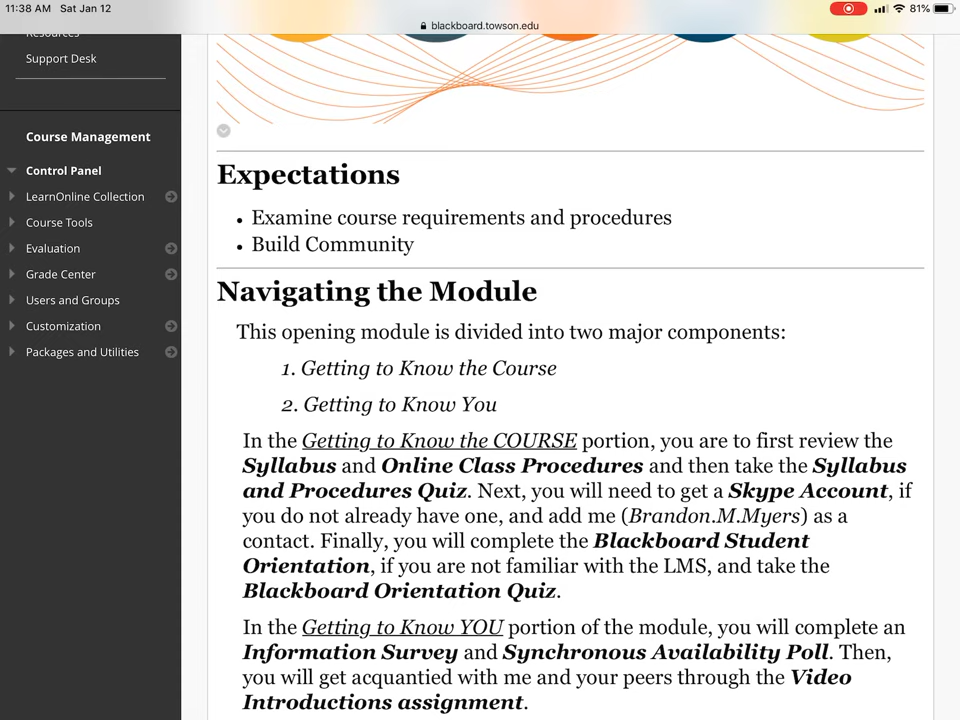 11:38 AM Sat Jan 12
81%
blackboard.towson.edu
Resources
Support Desk
Course Management
Control Panel
LearnOnline Collection
Course Tools
Evaluation
Grade Center
Users and Groups
Customization
Packages and Utilities
Expectations
• Examine course requirements and procedures
• Build Community
Navigating the Module
This opening module is divided into two major components:
1. Getting to Know the Course
2. Getting to Know You
In the Getting to Know the COURSE portion, you are to first review the
Syllabus and Online Class Procedures and then take the Syllabus
and Procedures Quiz. Next, you will need to get a Skype Account, if
you do not already have one, and add me (Brandon.M.Myers) as a
contact. Finally, you will complete the Blackboard Student
Orientation, if you are not familiar with the LMS, and take the
Blackboard Orientation Quiz.
In the Getting to Know YOU portion of the module, you will complete an
Information Survey and Synchronous Availability Poll. Then,
you will get acquantied with me and your peers through the Video
Introductions assignment.